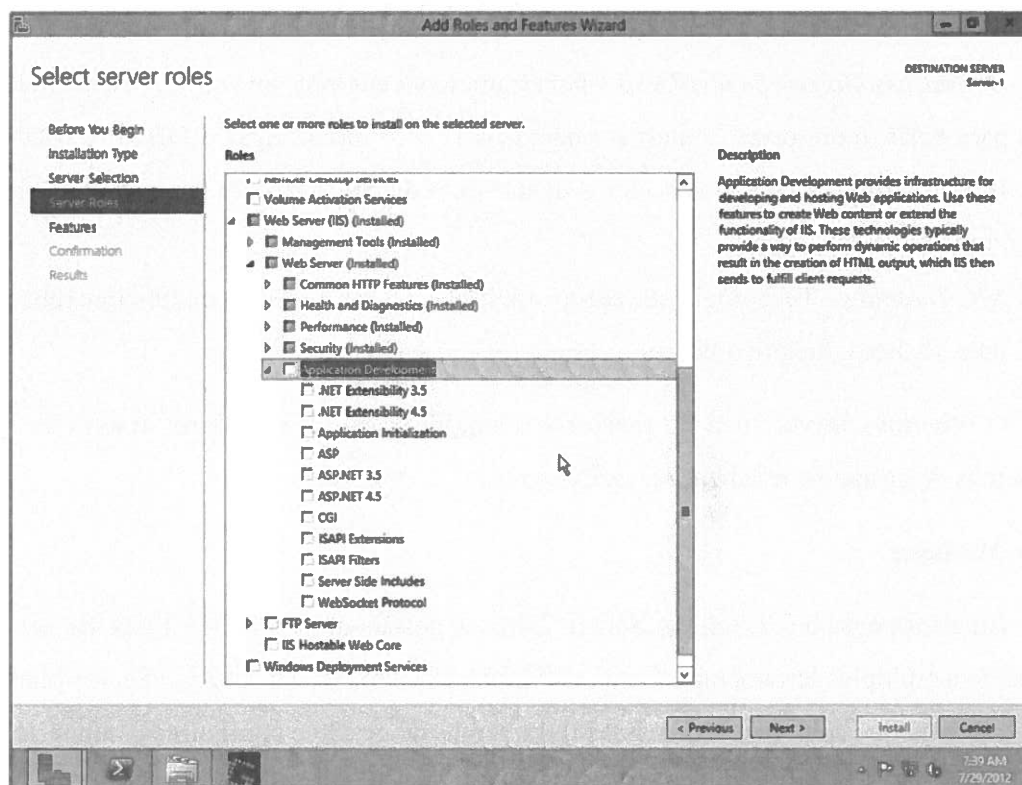 Add Roles and Features Wizard
Select server roles
DESTINATION SERVER
Server-1
Before You Begin
Installation Type
Server Selection
Server Roles
Features
Confirmation
Results
Select one or more roles to install on the selected server.
Roles
Remote Desktop Services
Volume Activation Services
Web Server (IIS) (Installed)
Management Tools (Installed)
Web Server (Installed)
Common HTTP Features (Installed)
Health and Diagnostics (Installed)
Performance (Installed)
Security (Installed)
Application Development
.NET Extensibility 3.5
.NET Extensibility 4.5
Application Initialization
ASP
ASP.NET 3.5
ASP.NET 4.5
CGI
ISAPI Extensions
ISAPI Filters
Server Side Includes
WebSocket Protocol
FTP Server
IIS Hostable Web Core
Windows Deployment Services
Description
Application Development provides infrastructure for
developing and hosting Web applications. Use these
features to create Web content or extend the
functionality of IIS. These technologies typically
provide a way to perform dynamic operations that
result in the creation of HTML output, which IIS then
sends to fulfill client requests.
< Previous
Next >
Install
Cancel
7:39 AM
7/29/2012